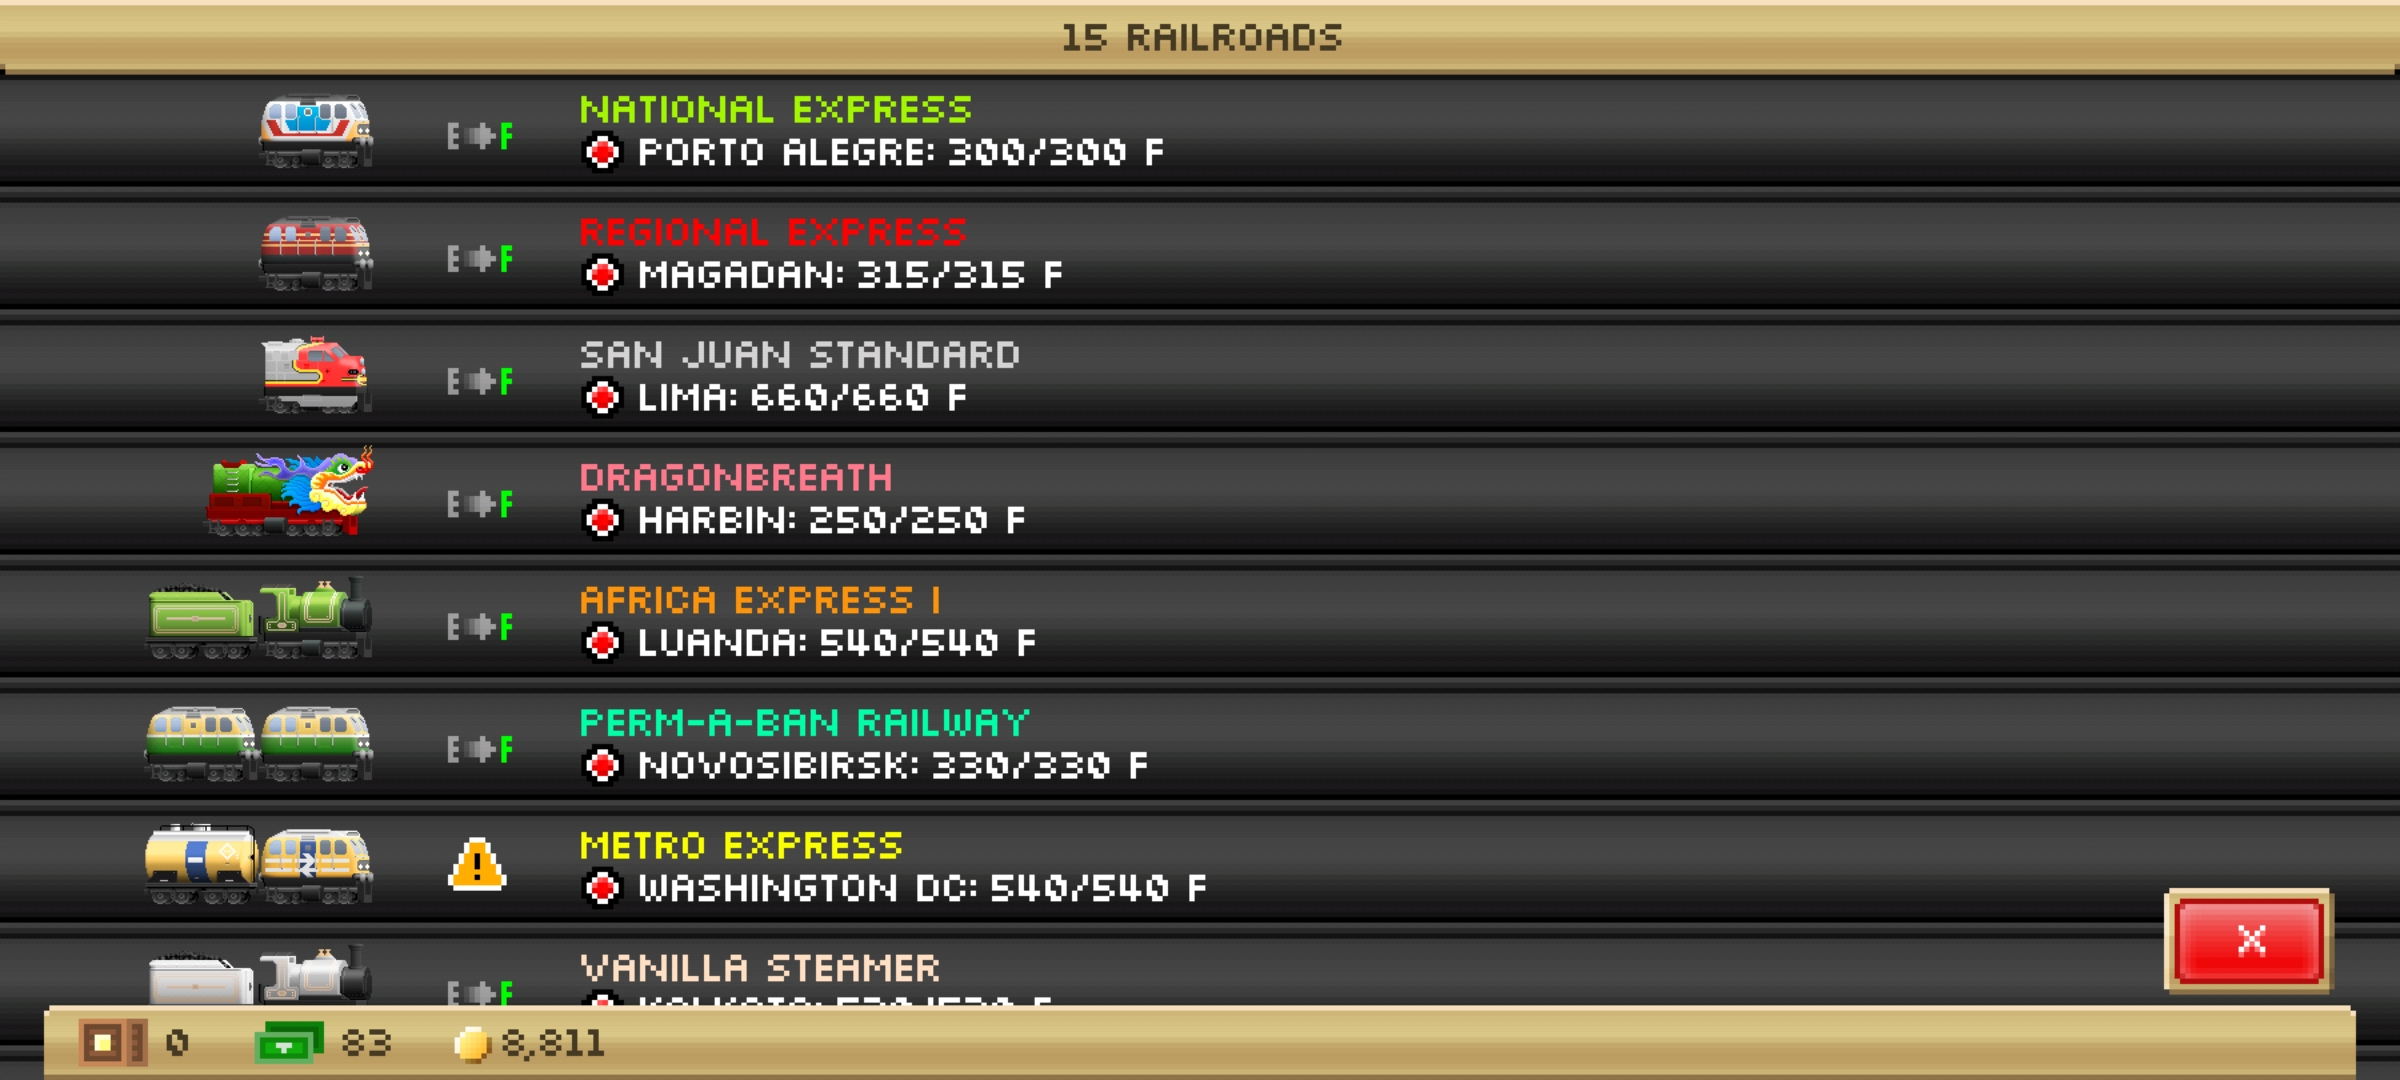 15 RAILROADS
NATIONAL EXPRESS
E F PORTO ALEGRE: 300/300 F
REGIONAL EXPRESS
E F MAGADAN: 315/315 F
SAN JUAN STANDARD
E F LIMA: 660/660 F
DRAGONBREATH
E F HARBIN: 250/250 F
AFRICA EXPRESS I
E F LUANDA: 540/540 F
PERM-A-BAN RAILWAY
E F NOVOSIBIRSK: 330/330 F
METRO EXPRESS
! WASHINGTON DC: 540/540 F
VANILLA STEAMER
E F
X
0 83 8,811